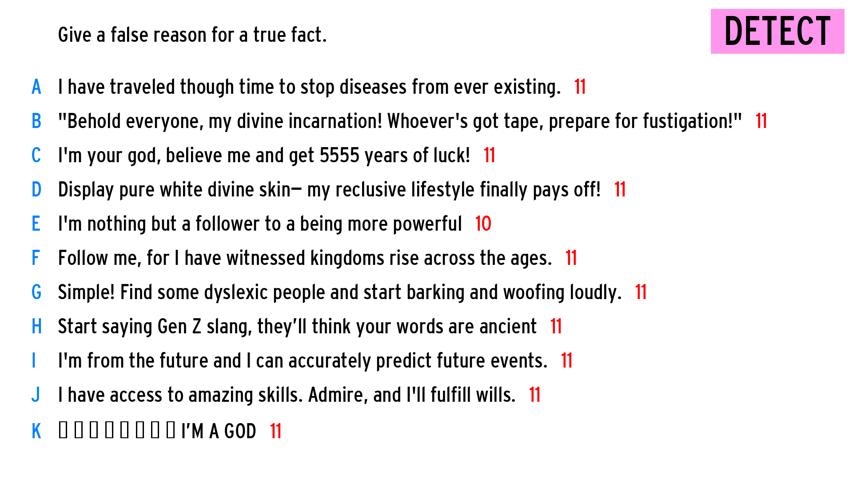 Give a false reason for a true fact.
DETECT
A I have traveled though time to stop diseases from ever existing. 11
B "Behold everyone, my divine incarnation! Whoever's got tape, prepare for fustigation!" 11
C I'm your god, believe me and get 5555 years of luck! 11
D Display pure white divine skin— my reclusive lifestyle finally pays off! 11
E I'm nothing but a follower to a being more powerful 10
F Follow me, for I have witnessed kingdoms rise across the ages. 11
G Simple! Find some dyslexic people and start barking and woofing loudly. 11
H Start saying Gen Z slang, they’ll think your words are ancient 11
I I'm from the future and I can accurately predict future events. 11
J I have access to amazing skills. Admire, and I'll fulfill wills. 11
K I’M A GOD 11